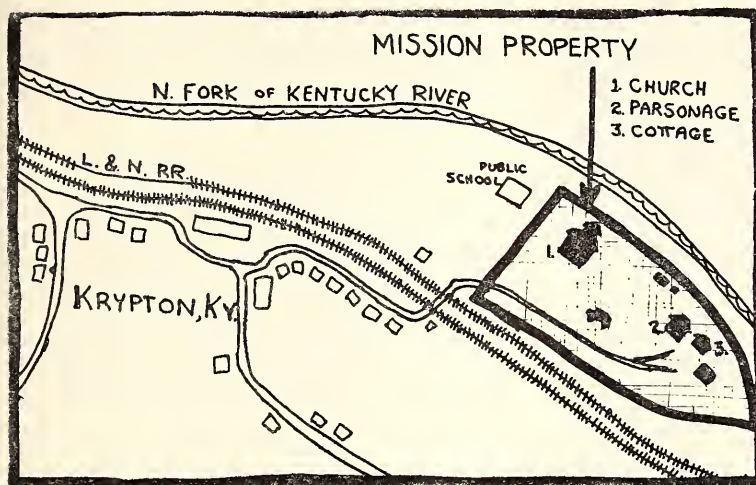 MISSION PROPERTY
1. CHURCH
2. PARSONAGE
3. COTTAGE
N. FORK OF KENTUCKY RIVER
L. & N. RR.
PUBLIC
SCHOOL
1.
KRYPTON, KY.
2.
3.